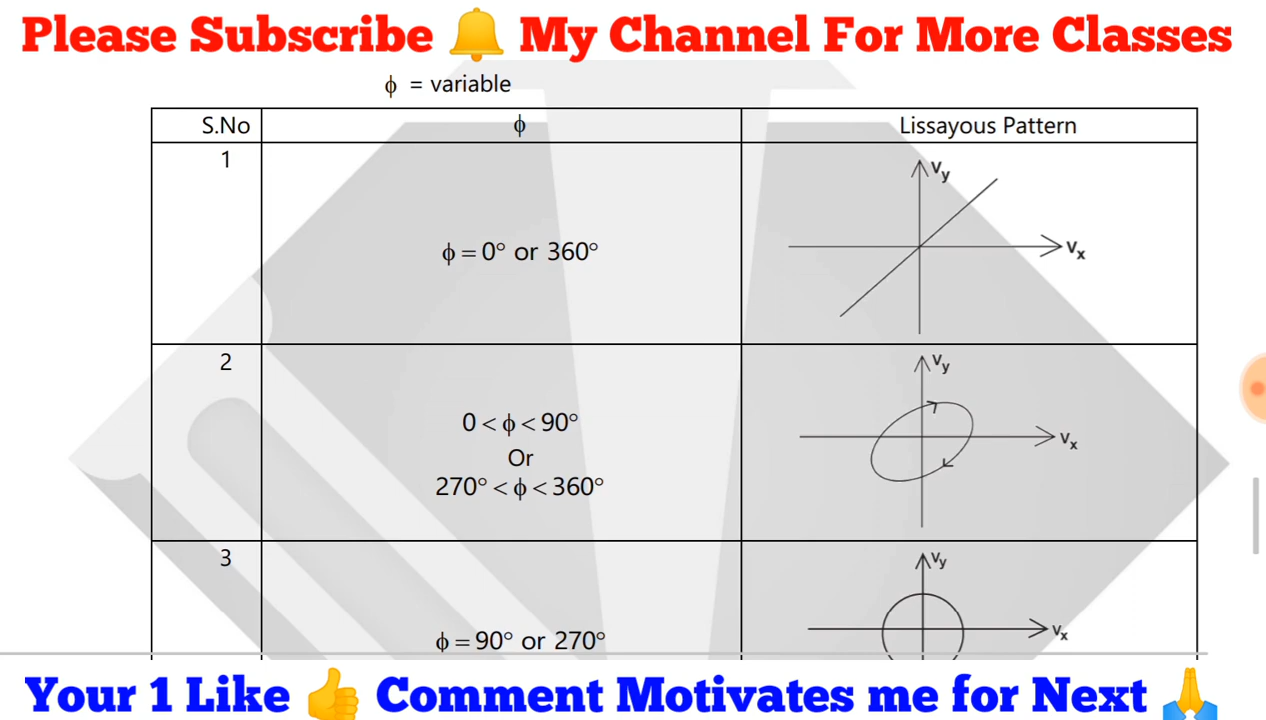 Please Subscribe 🔔 My Channel For More Classes
ϕ = variable
S.No ϕ Lissayous Pattern
1
Vy
ϕ = 0° or 360°
Vx
2
Vy
0 < ϕ < 90°
Vx
Or
270° < ϕ < 360°
3
Vy
ϕ = 90° or 270°
Vx
Your 1 Like 👍 Comment Motivates me for Next 🙏